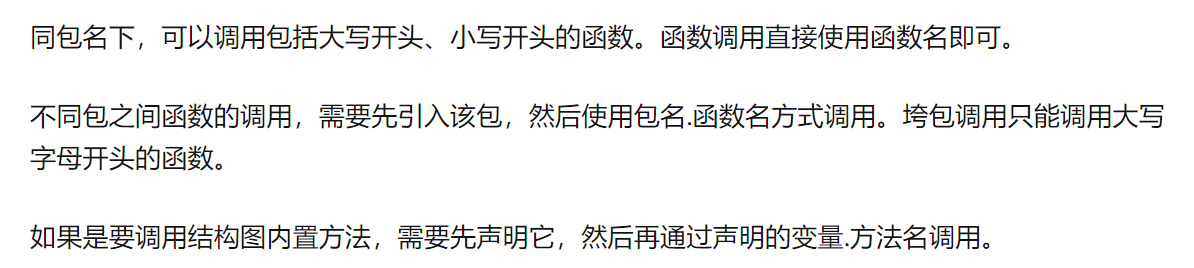 同包名下，可以调用包括大写开头、小写开头的函数。函数调用直接使用函数名即可。
不同包之间函数的调用，需要先引入该包，然后使用包名.函数名方式调用。垮包调用只能调用大写
字母开头的函数。
如果是要调用结构图内置方法，需要先声明它，然后再通过声明的变量.方法名调用。